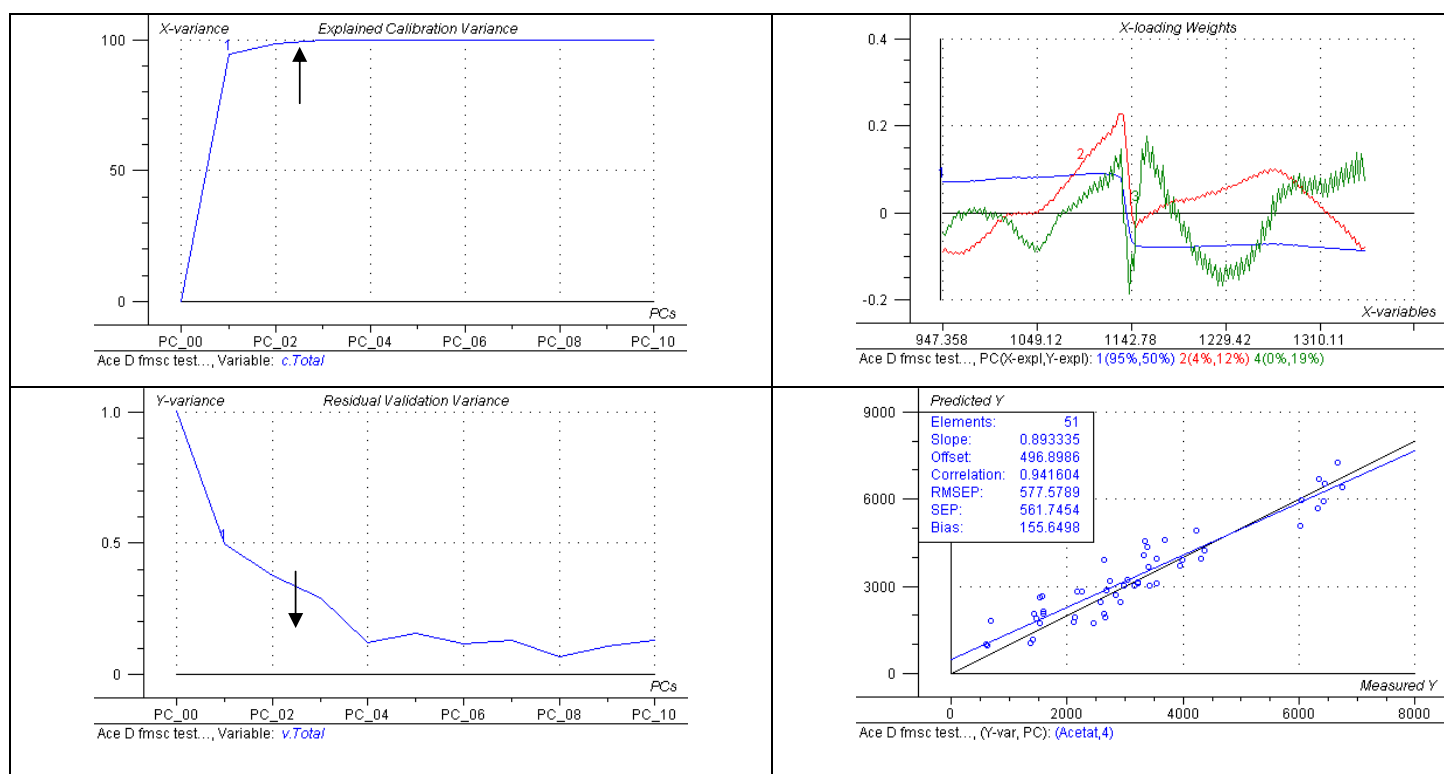 X-variance Explained Calibration Variance
100
50
0
PCs
PC_00 PC_02 PC_04 PC_06 PC_08 PC_10
Ace D fmsc test..., Variable: c.Total
X-loading Weights
0.4
0.2
0
-0.2
2
3
X-variables
947.358 1049.12 1142.78 1229.42 1310.11
Ace D fmsc test..., PC(X-expl,Y-expl): 1(95%,50%) 2(4%,12%) 4(0%,19%)
Y-variance Residual Validation Variance
1.0
0.5
0
PCs
PC_00 PC_02 PC_04 PC_06 PC_08 PC_10
Ace D fmsc test..., Variable: v.Total
Predicted Y
9000
6000
3000
0
Elements: 51
Slope: 0.893335
Offset: 496.8986
Correlation: 0.941604
RMSEP: 577.5789
SEP: 561.7454
Bias: 155.6498
Measured Y
0 2000 4000 6000 8000
Ace D fmsc test..., (Y-var, PC): (Acetat,4)